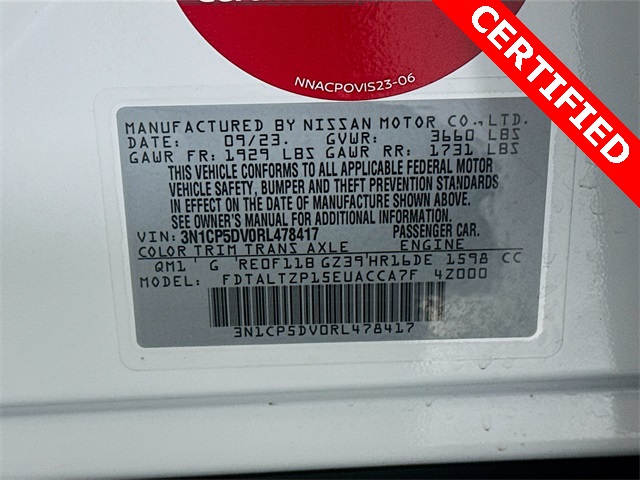 NNACPOVIS23-06
CERTIFIED
MANUFACTURED BY NISSAN MOTOR CO.,LTD.
DATE: 09/23. GVWR: 3660 LBS
GAWR FR: 1929 LBS GAWR RR: 1731 LBS
THIS VEHICLE CONFORMS TO ALL APPLICABLE FEDERAL MOTOR
VEHICLE SAFETY, BUMPER AND THEFT PREVENTION STANDARDS
IN EFFECT ON THE DATE OF MANUFACTURE SHOWN ABOVE.
SEE OWNER'S MANUAL FOR ADDITIONAL INFORMATION.
VIN: 3N1CP5DV0RL478417 PASSENGER CAR.
COLOR TRIM TRANS AXLE ENGINE
QM1 G RE0F11B GZ39 HR16DE 1598 CC
MODEL: FDTALTZP15EUACCA7F 4Z000
3N1CP5DV0RL478417